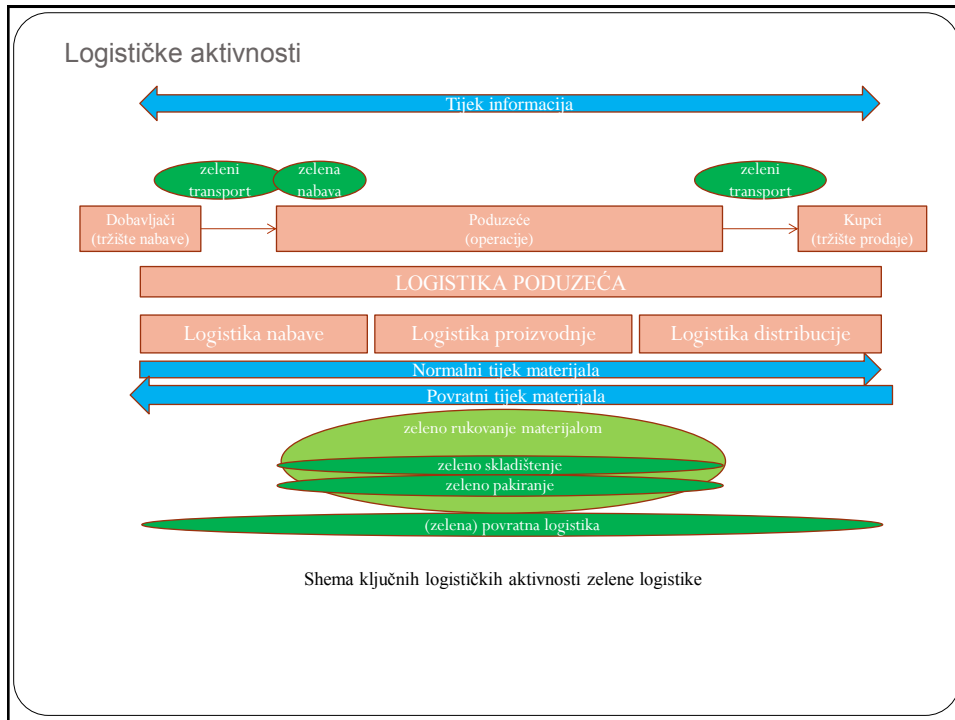 Logističke aktivnosti
Tijek informacija
zeleni
transport
zelena
nabava
zeleni
transport
Dobavljači
(tržište nabave)
Poduzeće
(operacije)
Kupci
(tržište prodaje)
LOGISTIKA PODUZEĆA
Logistika nabave
Logistika proizvodnje
Logistika distribucije
Normalni tijek materijala
Povratni tijek materijala
zeleno rukovanje materijalom
zeleno skladištenje
zeleno pakiranje
(zelena) povratna logistika
Shema ključnih logističkih aktivnosti zelene logistike